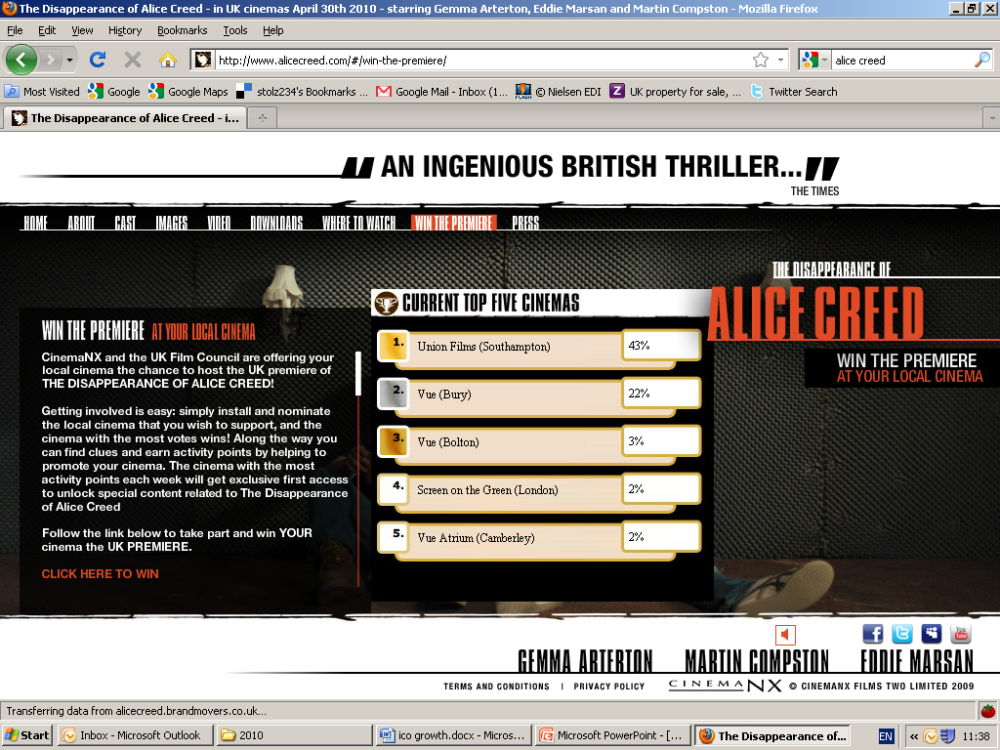 The Disappearance of Alice Creed - in UK cinemas April 30th 2010 - starring Gemma Arterton, Eddie Marsan and Martin Compston - Mozilla Firefox
File Edit View History Bookmarks Tools Help
http://www.alicecreed.com/#/win-the-premiere/
alice creed
Most Visited Google Google Maps stolz234's Bookmarks ... Google Mail - Inbox (1... © Nielsen EDI UK property for sale, ... Twitter Search
The Disappearance of Alice Creed - i...
" AN INGENIOUS BRITISH THRILLER... "
THE TIMES
HOME ABOUT CAST IMAGES VIDEO DOWNLOADS WHERE TO WATCH WIN THE PREMIERE PRESS
THE DISAPPEARANCE OF
ALICE CREED
WIN THE PREMIERE
AT YOUR LOCAL CINEMA
WIN THE PREMIERE AT YOUR LOCAL CINEMA
CinemaNX and the UK Film Council are offering your
local cinema the chance to host the UK premiere of
THE DISAPPEARANCE OF ALICE CREED!
Getting involved is easy: simply install and nominate
the local cinema that you wish to support, and the
cinema with the most votes wins! Along the way you
can find clues and earn activity points by helping to
promote your cinema. The cinema with the most
activity points each week will get exclusive first access
to unlock special content related to The Disappearance
of Alice Creed
Follow the link below to take part and win YOUR
cinema the UK PREMIERE.
CLICK HERE TO WIN
CURRENT TOP FIVE CINEMAS
1. Union Films (Southampton) 43%
2. Vue (Bury) 22%
3. Vue (Bolton) 3%
4. Screen on the Green (London) 2%
5. Vue Atrium (Camberley) 2%
GEMMA ARTERTON MARTIN COMPSTON EDDIE MARSAN
TERMS AND CONDITIONS | PRIVACY POLICY CINEMANX © CINEMANX FILMS TWO LIMITED 2009
Transferring data from alicecreed.brandmovers.co.uk...
Start Inbox - Microsoft Outlook 2010 ico growth.docx - Micros... Microsoft PowerPoint - [... The Disappearance of... EN « 11:38